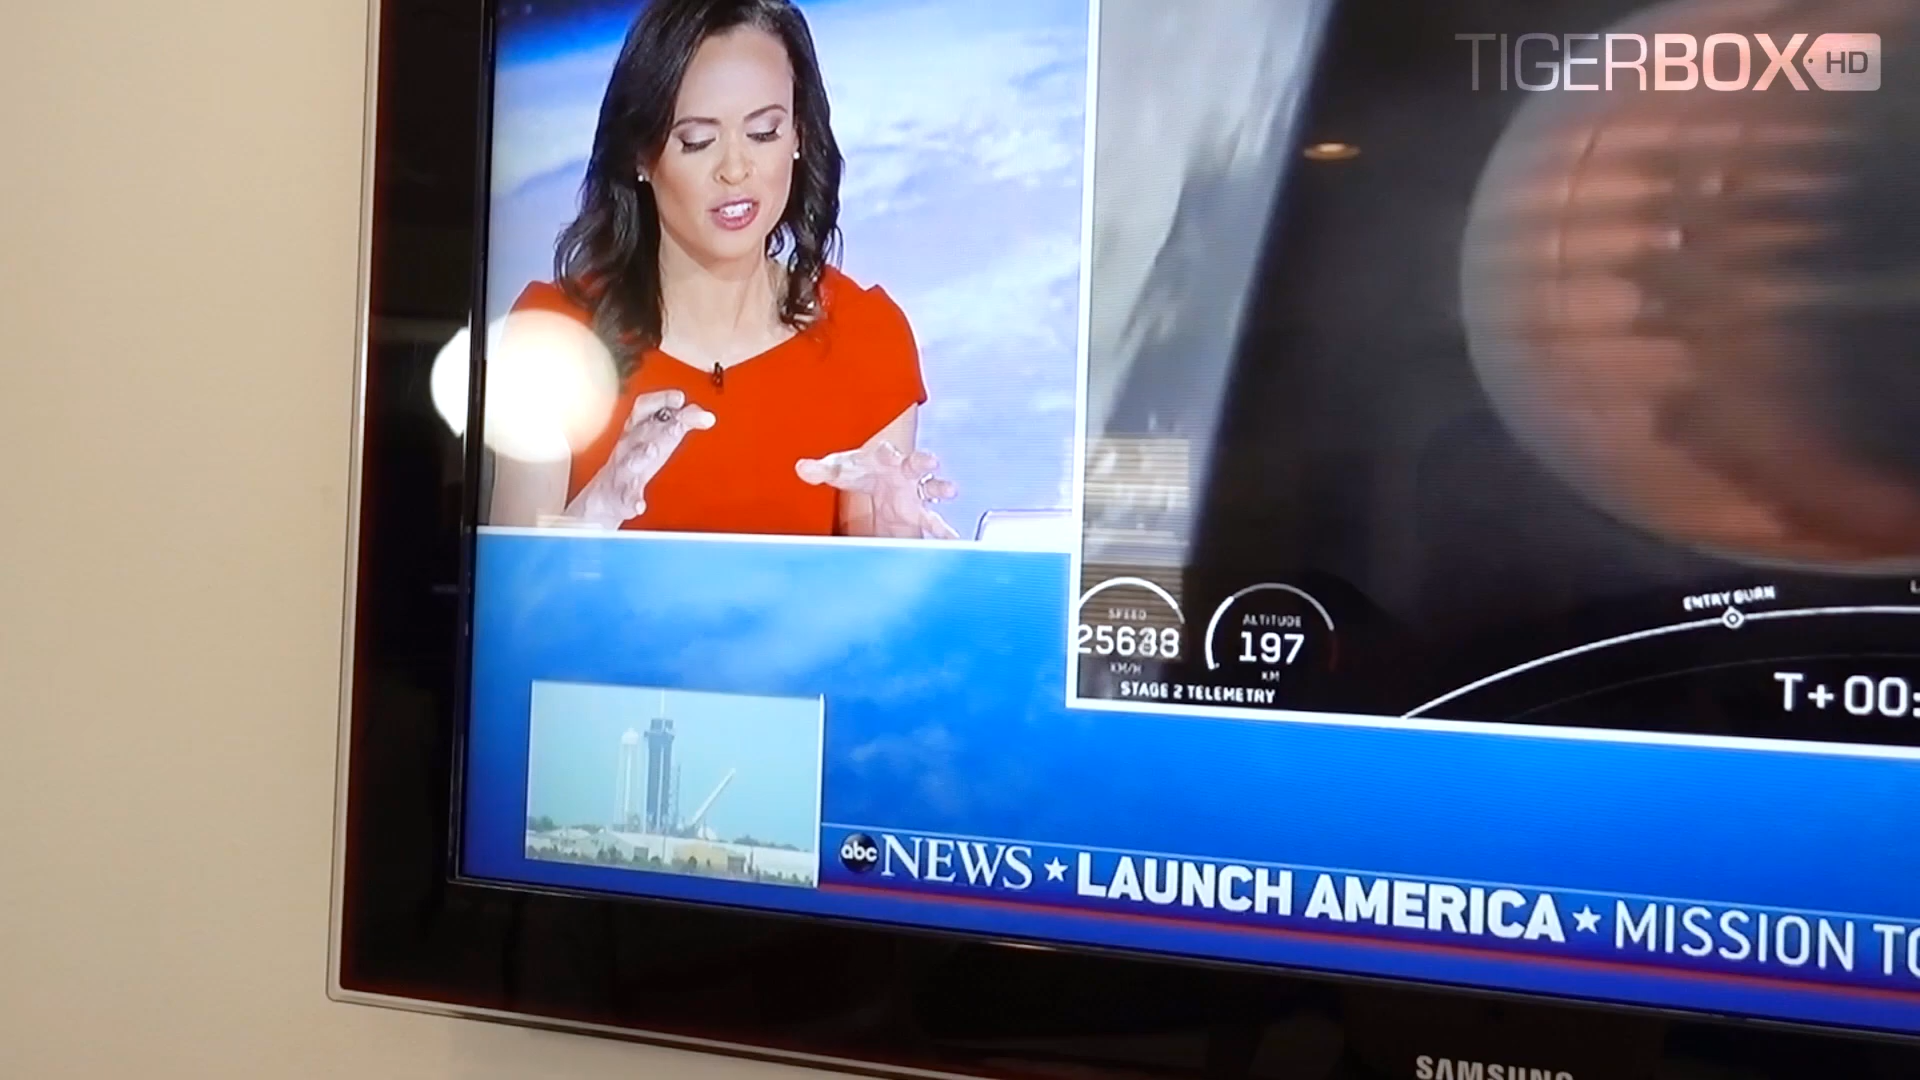 TIGERBOX HD
ENTRY BURN
SPEED
KM/H
ALTITUDE
197
KM
STAGE 2 TELEMETRY
T+00:
abc NEWS ★ LAUNCH AMERICA ★ MISSION TO
SAMSUNG